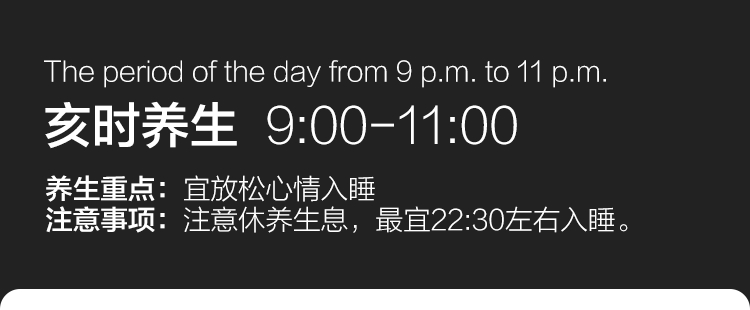 The period of the day from 9 p.m. to 11 p.m.
亥时养生 9:00-11:00
养生重点：宜放松心情入睡
注意事项：注意休养生息，最宜22:30左右入睡。